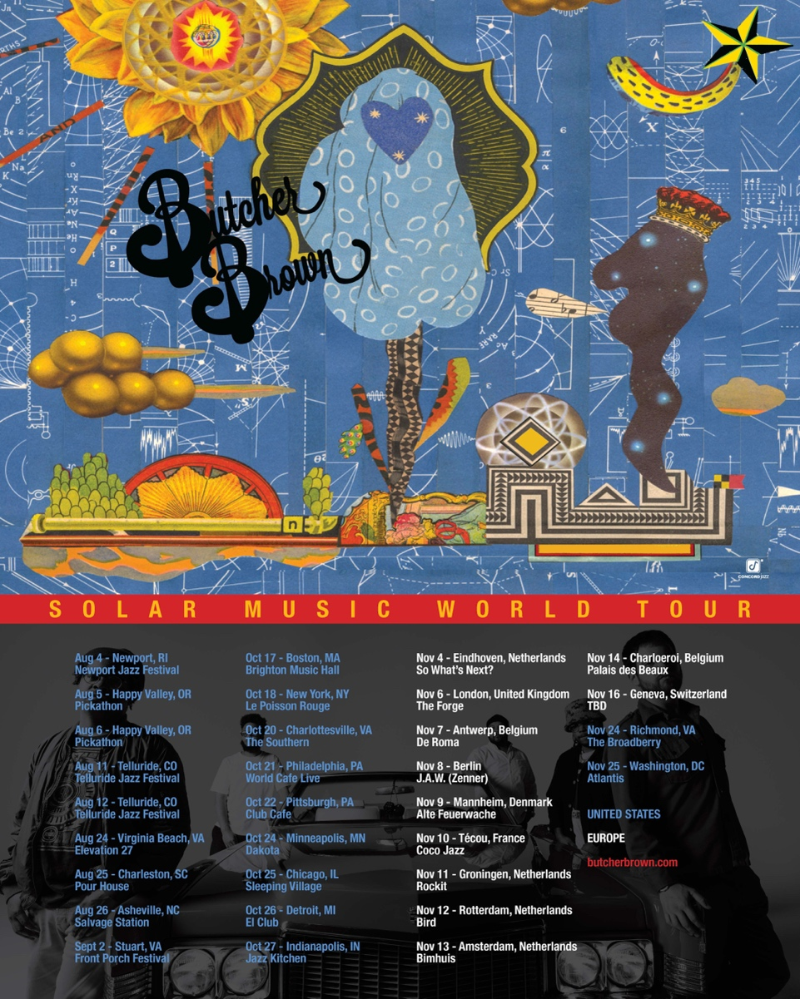 Butcher
Brown
AND
CONCORD JAZZ
SOLAR MUSIC WORLD TOUR
Aug 4 - Newport, RI
Newport Jazz Festival
Aug 5 - Happy Valley, OR
Pickathon
Aug 6 - Happy Valley, OR
Pickathon
Aug 11 - Telluride, CO
Telluride Jazz Festival
Aug 12 - Telluride, CO
Telluride Jazz Festival
Aug 24 - Virginia Beach, VA
Elevation 27
Aug 25 - Charleston, SC
Pour House
Aug 26 - Asheville, NC
Salvage Station
Sept 2 - Stuart, VA
Front Porch Festival
Oct 17 - Boston, MA
Brighton Music Hall
Oct 18 - New York, NY
Le Poisson Rouge
Oct 20 - Charlottesville, VA
The Southern
Oct 21 - Philadelphia, PA
World Cafe Live
Oct 22 - Pittsburgh, PA
Club Cafe
Oct 24 - Minneapolis, MN
Dakota
Oct 25 - Chicago, IL
Sleeping Village
Oct 26 - Detroit, MI
El Club
Oct 27 - Indianapolis, IN
Jazz Kitchen
Nov 4 - Eindhoven, Netherlands
So What's Next?
Nov 6 - London, United Kingdom
The Forge
Nov 7 - Antwerp, Belgium
De Roma
Nov 8 - Berlin
J.A.W. (Zenner)
Nov 9 - Mannheim, Denmark
Alte Feuerwache
Nov 10 - Técou, France
Coco Jazz
Nov 11 - Groningen, Netherlands
Rockit
Nov 12 - Rotterdam, Netherlands
Bird
Nov 13 - Amsterdam, Netherlands
Bimhuis
Nov 14 - Charloeroi, Belgium
Palais des Beaux
Nov 16 - Geneva, Switzerland
TBD
Nov 24 - Richmond, VA
The Broadberry
Nov 25 - Washington, DC
Atlantis
UNITED STATES
EUROPE
butcherbrown.com